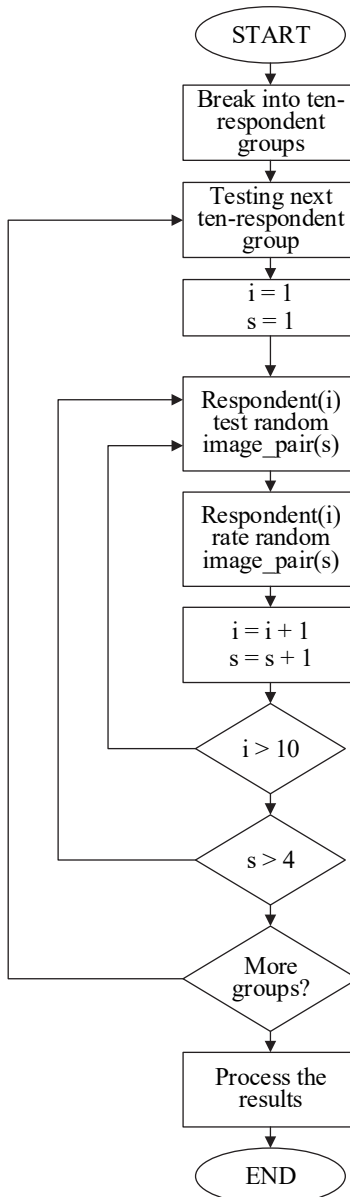 START
Break into ten-
respondent
groups
Testing next
ten-respondent
group
i = 1
s = 1
Respondent(i)
test random
image_pair(s)
Respondent(i)
rate random
image_pair(s)
i = i + 1
s = s + 1
i > 10
s > 4
More
groups?
Process the
results
END